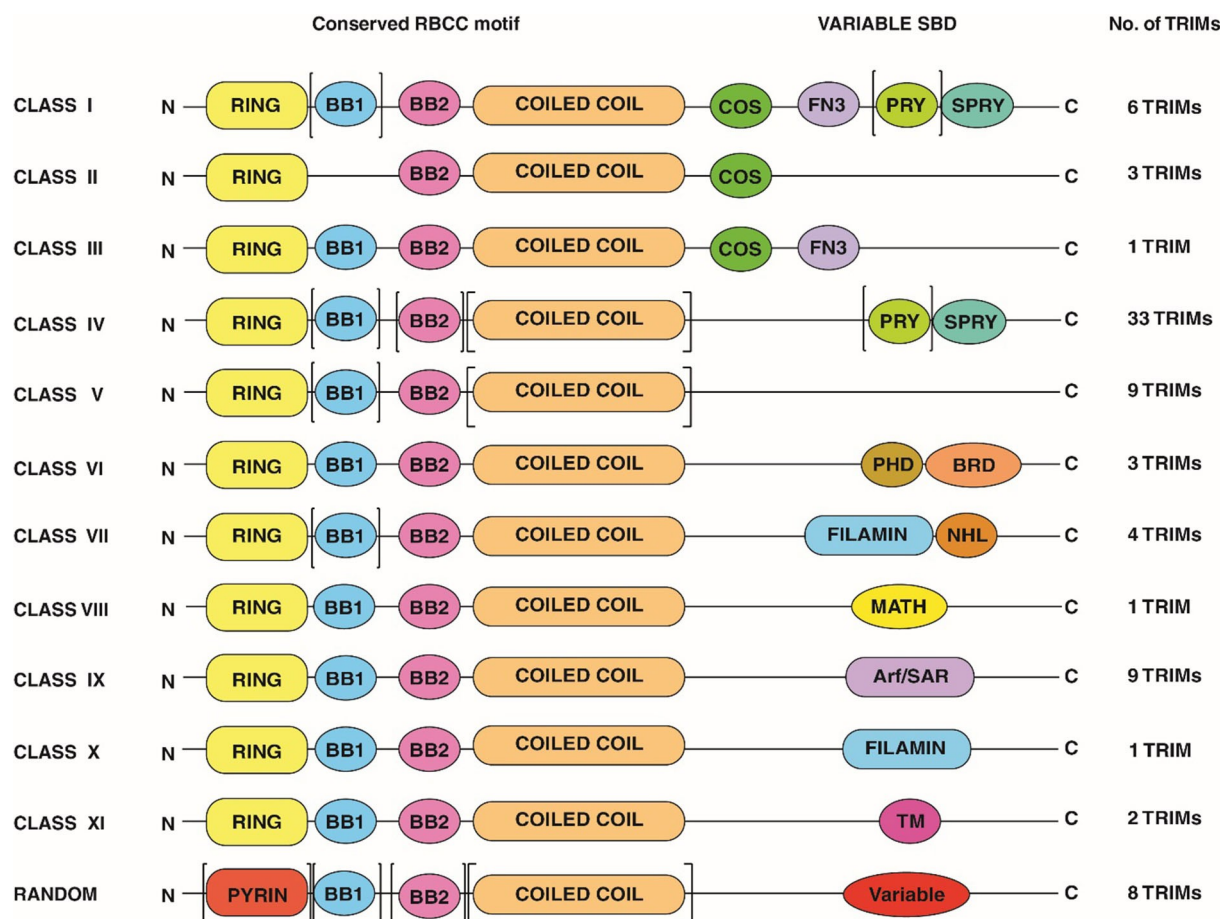 Conserved RBCC motif VARIABLE SBD No. of TRIMs
CLASS I N RING BB1 BB2 COILED COIL COS FN3 PRY SPRY C 6 TRIMs
CLASS II N RING BB2 COILED COIL COS C 3 TRIMs
CLASS III N RING BB1 BB2 COILED COIL COS FN3 C 1 TRIM
CLASS IV N RING BB1 BB2 COILED COIL PRY SPRY C 33 TRIMs
CLASS V N RING BB1 BB2 COILED COIL C 9 TRIMs
CLASS VI N RING BB1 BB2 COILED COIL PHD BRD C 3 TRIMs
CLASS VII N RING BB1 BB2 COILED COIL FILAMIN NHL C 4 TRIMs
CLASS VIII N RING BB1 BB2 COILED COIL MATH C 1 TRIM
CLASS IX N RING BB1 BB2 COILED COIL Arf/SAR C 9 TRIMs
CLASS X N RING BB1 BB2 COILED COIL FILAMIN C 1 TRIM
CLASS XI N RING BB1 BB2 COILED COIL TM C 2 TRIMs
RANDOM N PYRIN BB1 BB2 COILED COIL Variable C 8 TRIMs